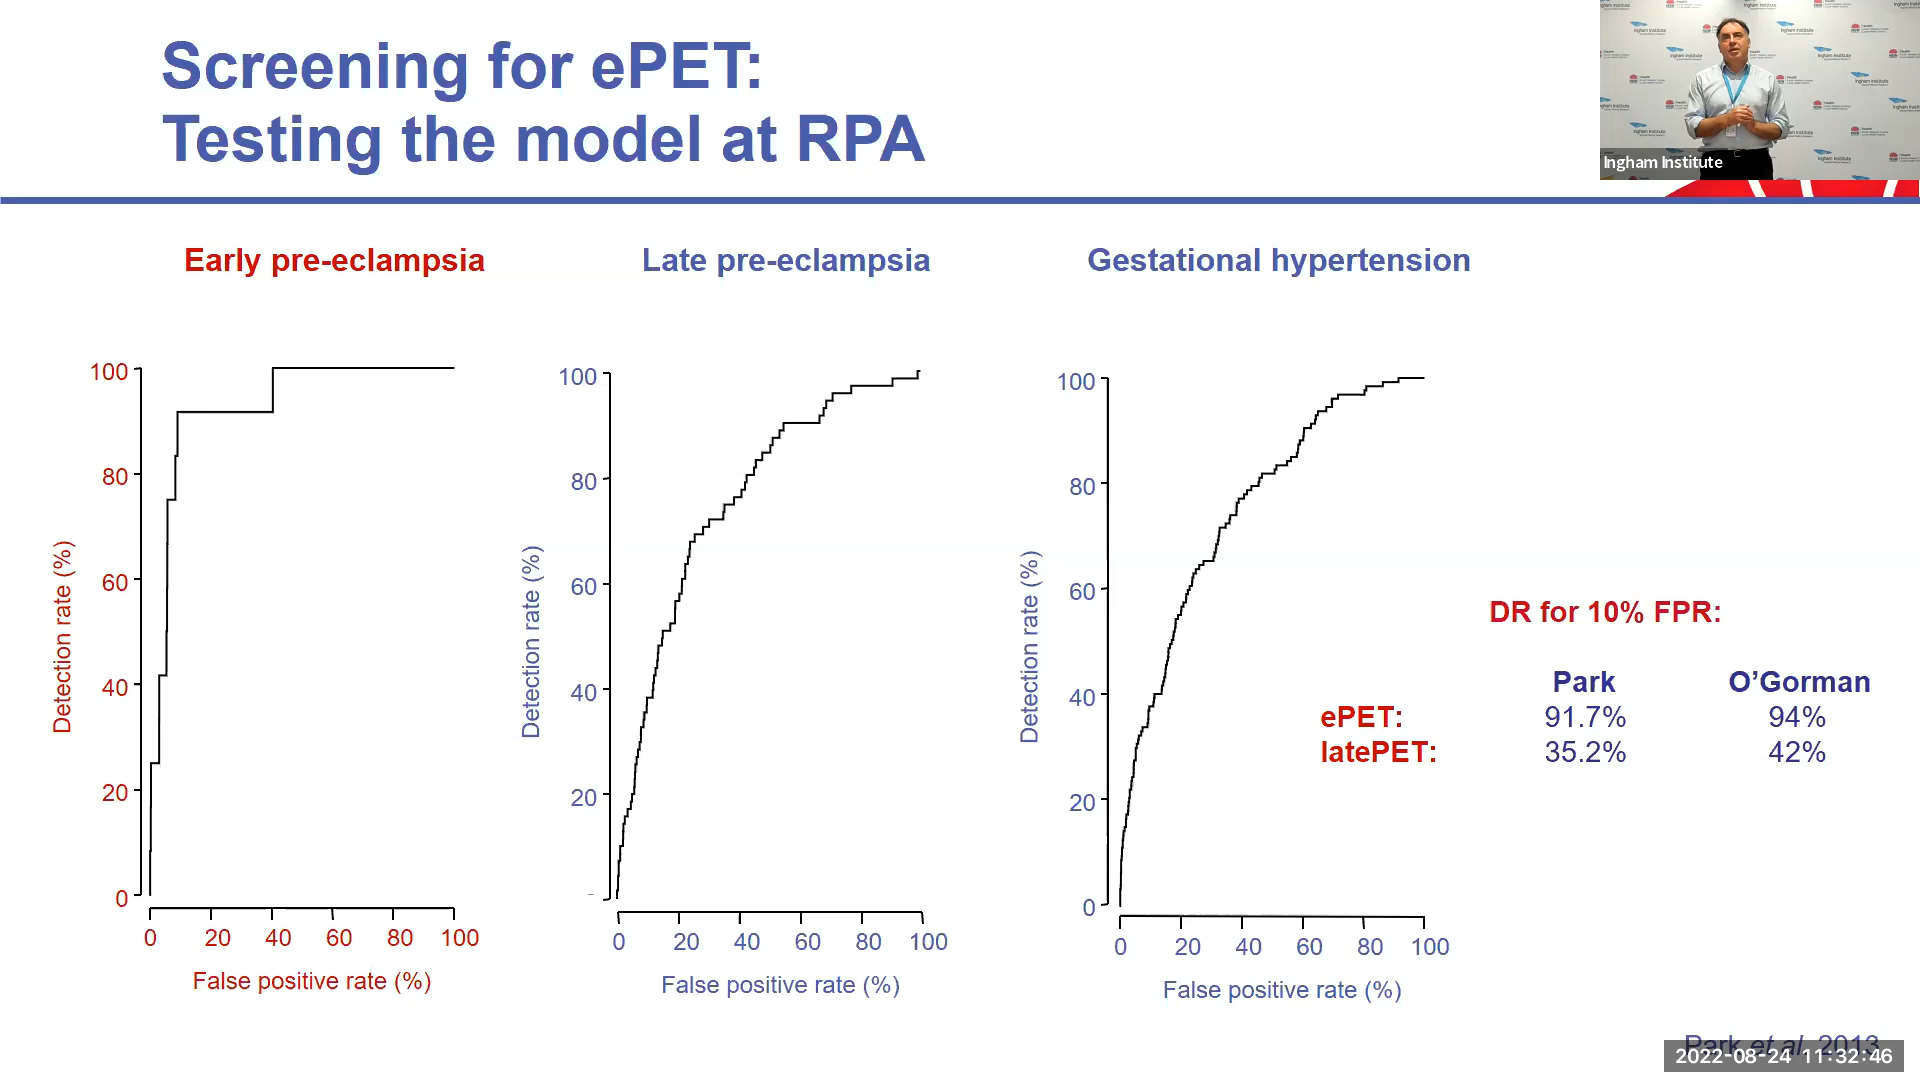 Screening for ePET:
Testing the model at RPA
Ingham Institute
Early pre-eclampsia
Late pre-eclampsia
Gestational hypertension
100
80
60
40
20
0
Detection rate (%)
0 20 40 60 80 100
False positive rate (%)
100
80
60
40
20
Detection rate (%)
0 20 40 60 80 100
False positive rate (%)
100
80
60
40
20
0
Detection rate (%)
0 20 40 60 80 100
False positive rate (%)
DR for 10% FPR:
Park O’Gorman
ePET: 91.7% 94%
latePET: 35.2% 42%
Park et al 2013
2022-08-24 11:32:46